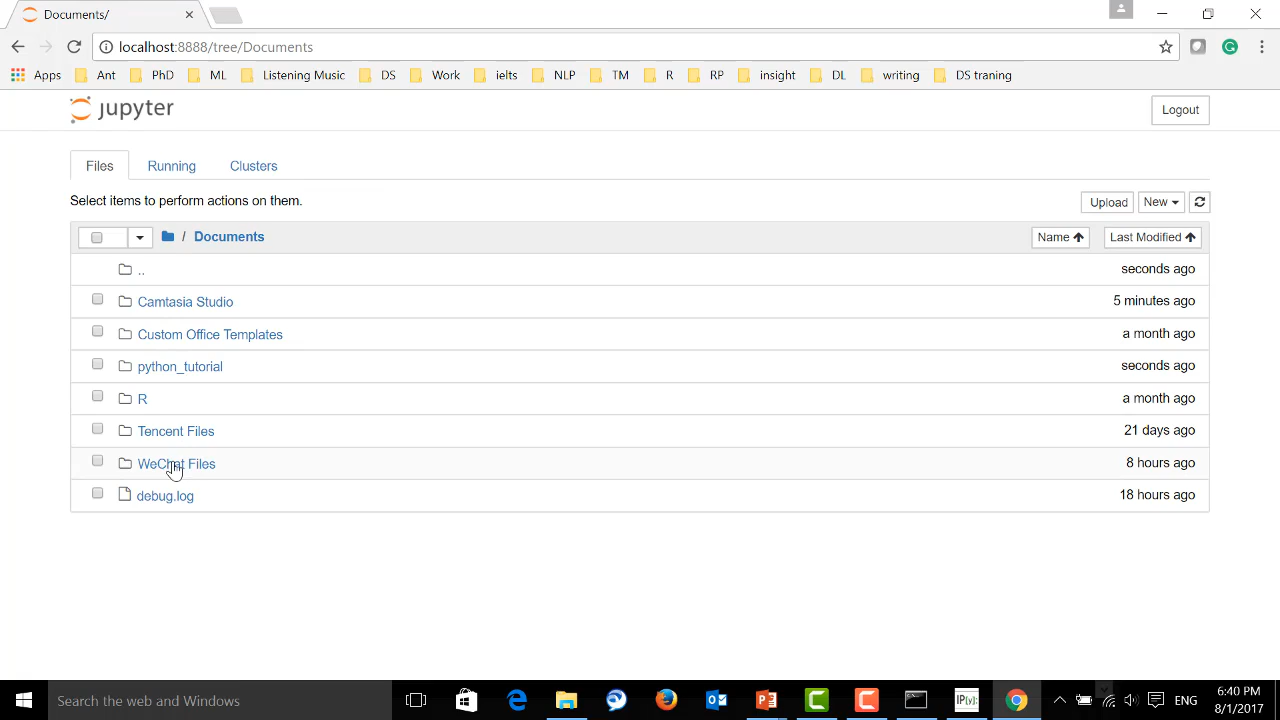 Documents/
localhost:8888/tree/Documents
Apps Ant PhD ML Listening Music DS Work ielts NLP TM R PY insight DL writing DS traning
jupyter Logout
Files Running Clusters
Select items to perform actions on them. Upload New
/ Documents Name Last Modified
.. seconds ago
Camtasia Studio 5 minutes ago
Custom Office Templates a month ago
python_tutorial seconds ago
R a month ago
Tencent Files 21 days ago
WeChat Files 8 hours ago
debug.log 18 hours ago
Search the web and Windows IP[y]: ENG 6:40 PM
8/1/2017